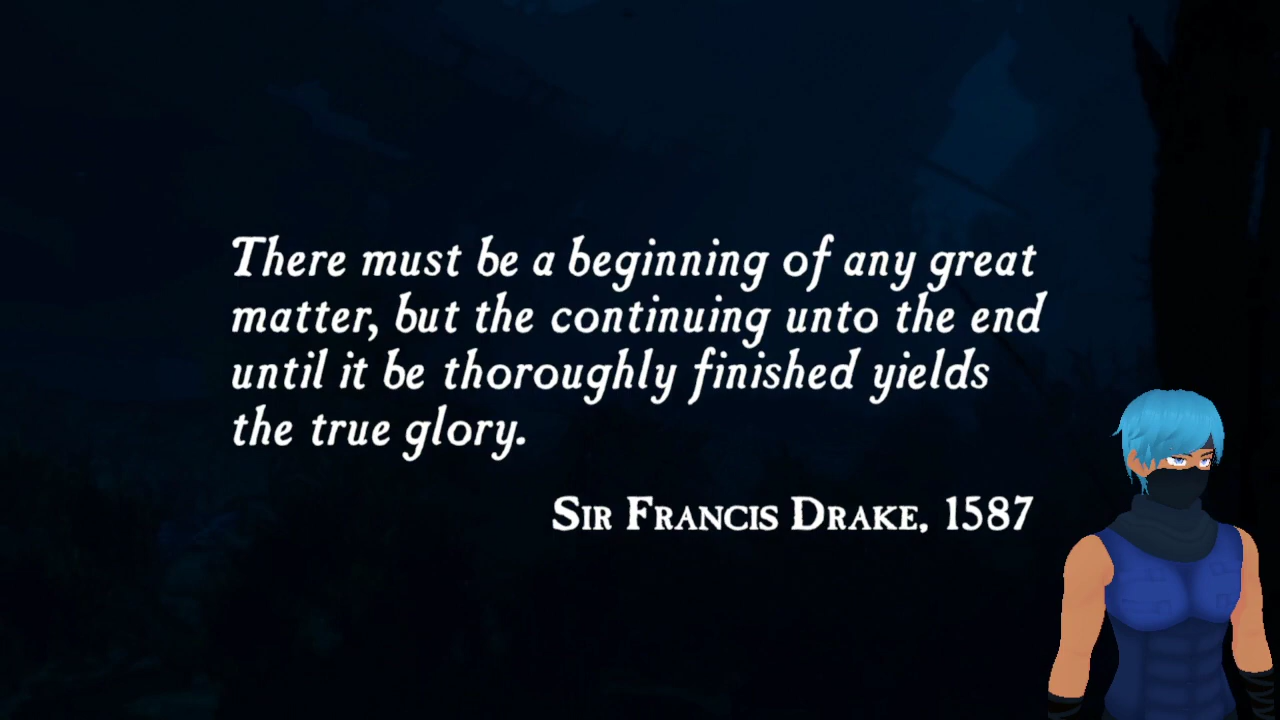 There must be a beginning of any great
matter, but the continuing unto the end
until it be thoroughly finished yields
the true glory.
Sir Francis Drake, 1587